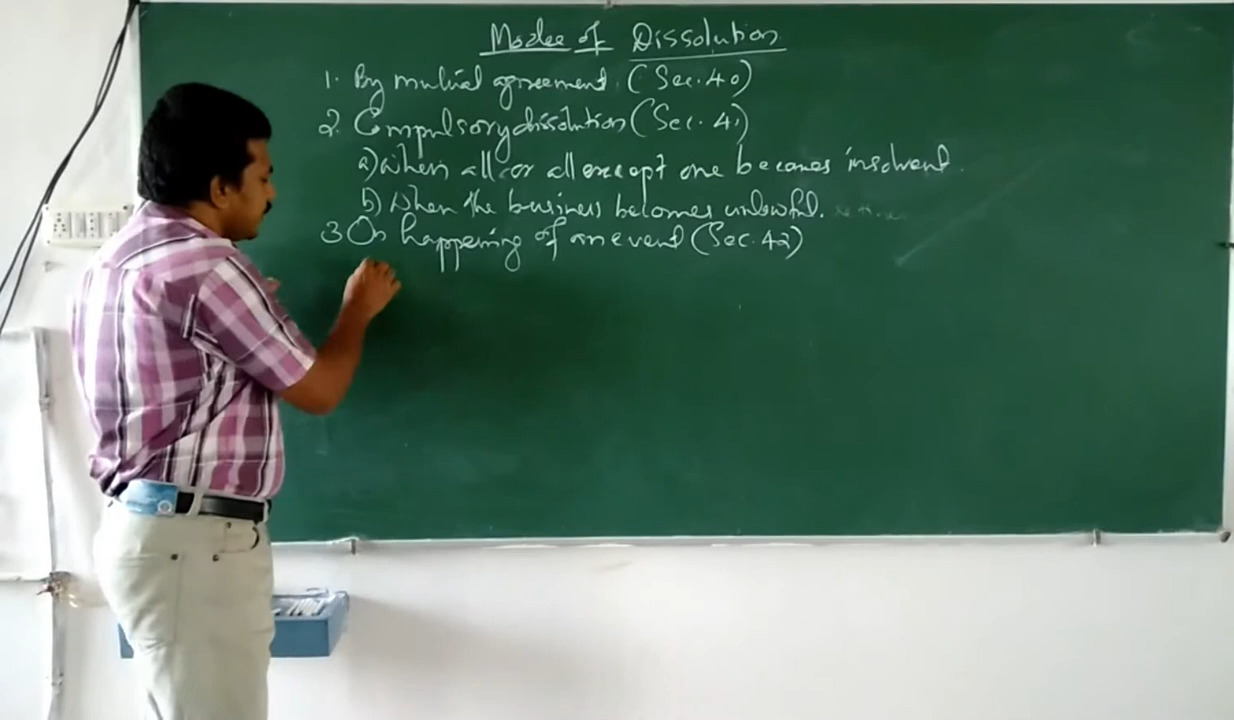 Modes of Dissolution
1. By mutual agreement. (Sec. 40)
2. Compulsory dissolution (Sec. 41)
a) When all or all except one becomes insolvent.
b) When the business becomes unlawful.
3 On happening of an event (Sec. 42)